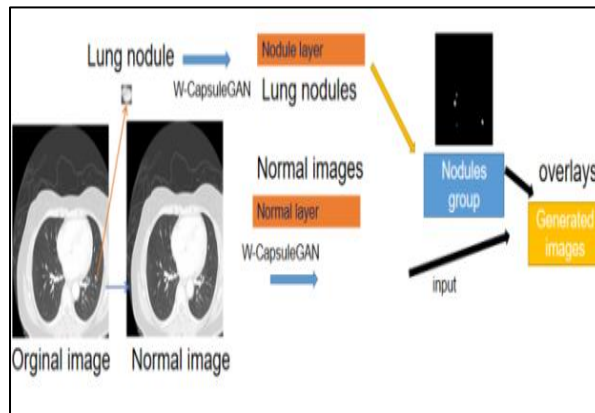 Lung nodule
W-CapsuleGAN
Nodule layer
Lung nodules
Normal images
Normal layer
W-CapsuleGAN
Nodules
group
overlays
Generated
images
input
Orginal image
Normal image